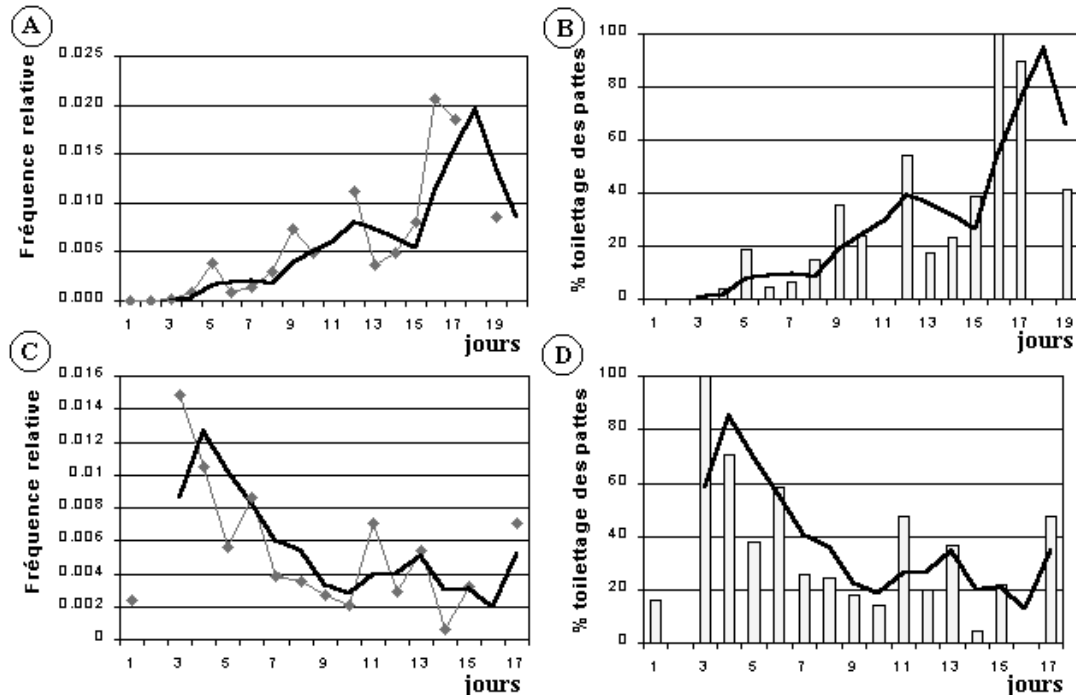 A
Fréquence relative
0.025
0.020
0.015
0.010
0.005
0.000
1 3 5 7 9 11 13 15 17 19
jours
B
% toilettage des pattes
100
80
60
40
20
0
1 3 5 7 9 11 13 15 17 19
jours
C
Fréquence relative
0.016
0.014
0.012
0.01
0.008
0.006
0.004
0.002
0
1 3 5 7 9 11 13 15 17
jours
D
% toilettage des pattes
100
80
60
40
20
0
1 3 5 7 9 11 13 15 17
jours